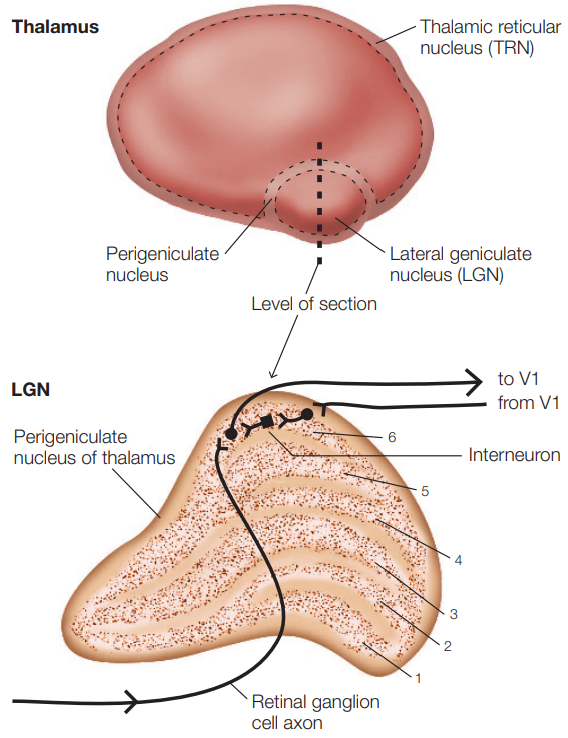 Thalamus
Thalamic reticular
nucleus (TRN)
Perigeniculate
nucleus
Lateral geniculate
nucleus (LGN)
Level of section
LGN
to V1
from V1
Perigeniculate
nucleus of thalamus
6
Interneuron
5
4
3
2
1
Retinal ganglion
cell axon